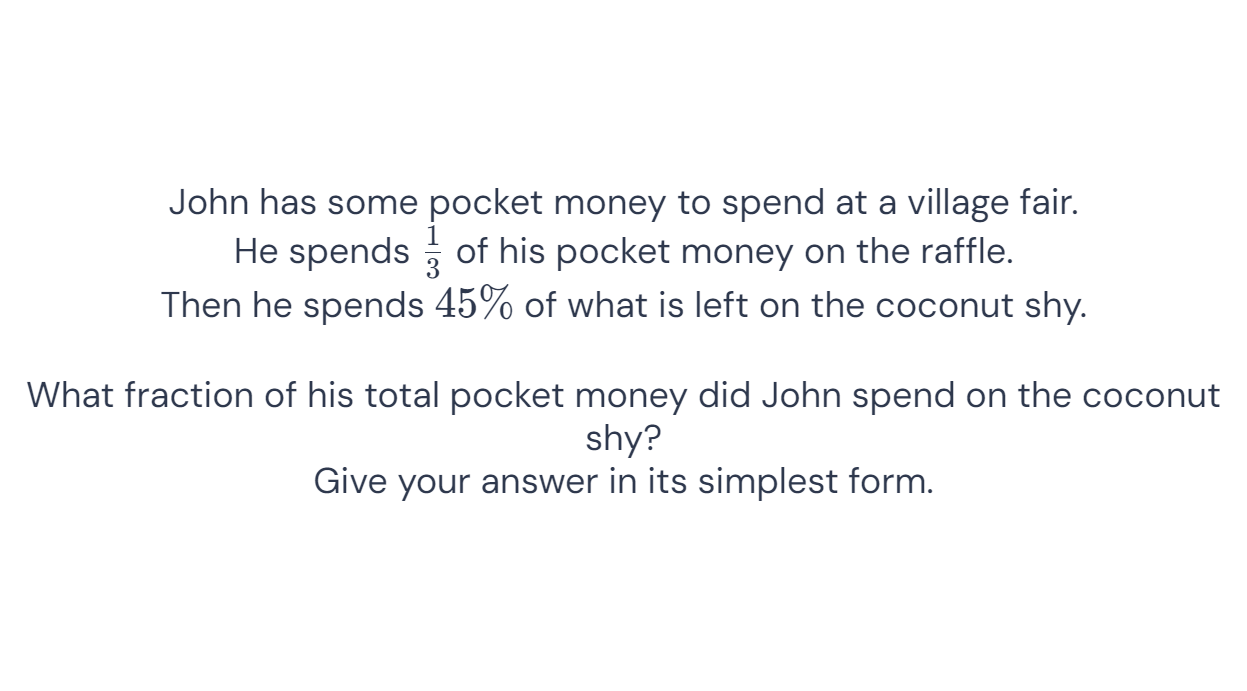 John has some pocket money to spend at a village fair.
He spends 1/3 of his pocket money on the raffle.
Then he spends 45% of what is left on the coconut shy.
What fraction of his total pocket money did John spend on the coconut
shy?
Give your answer in its simplest form.